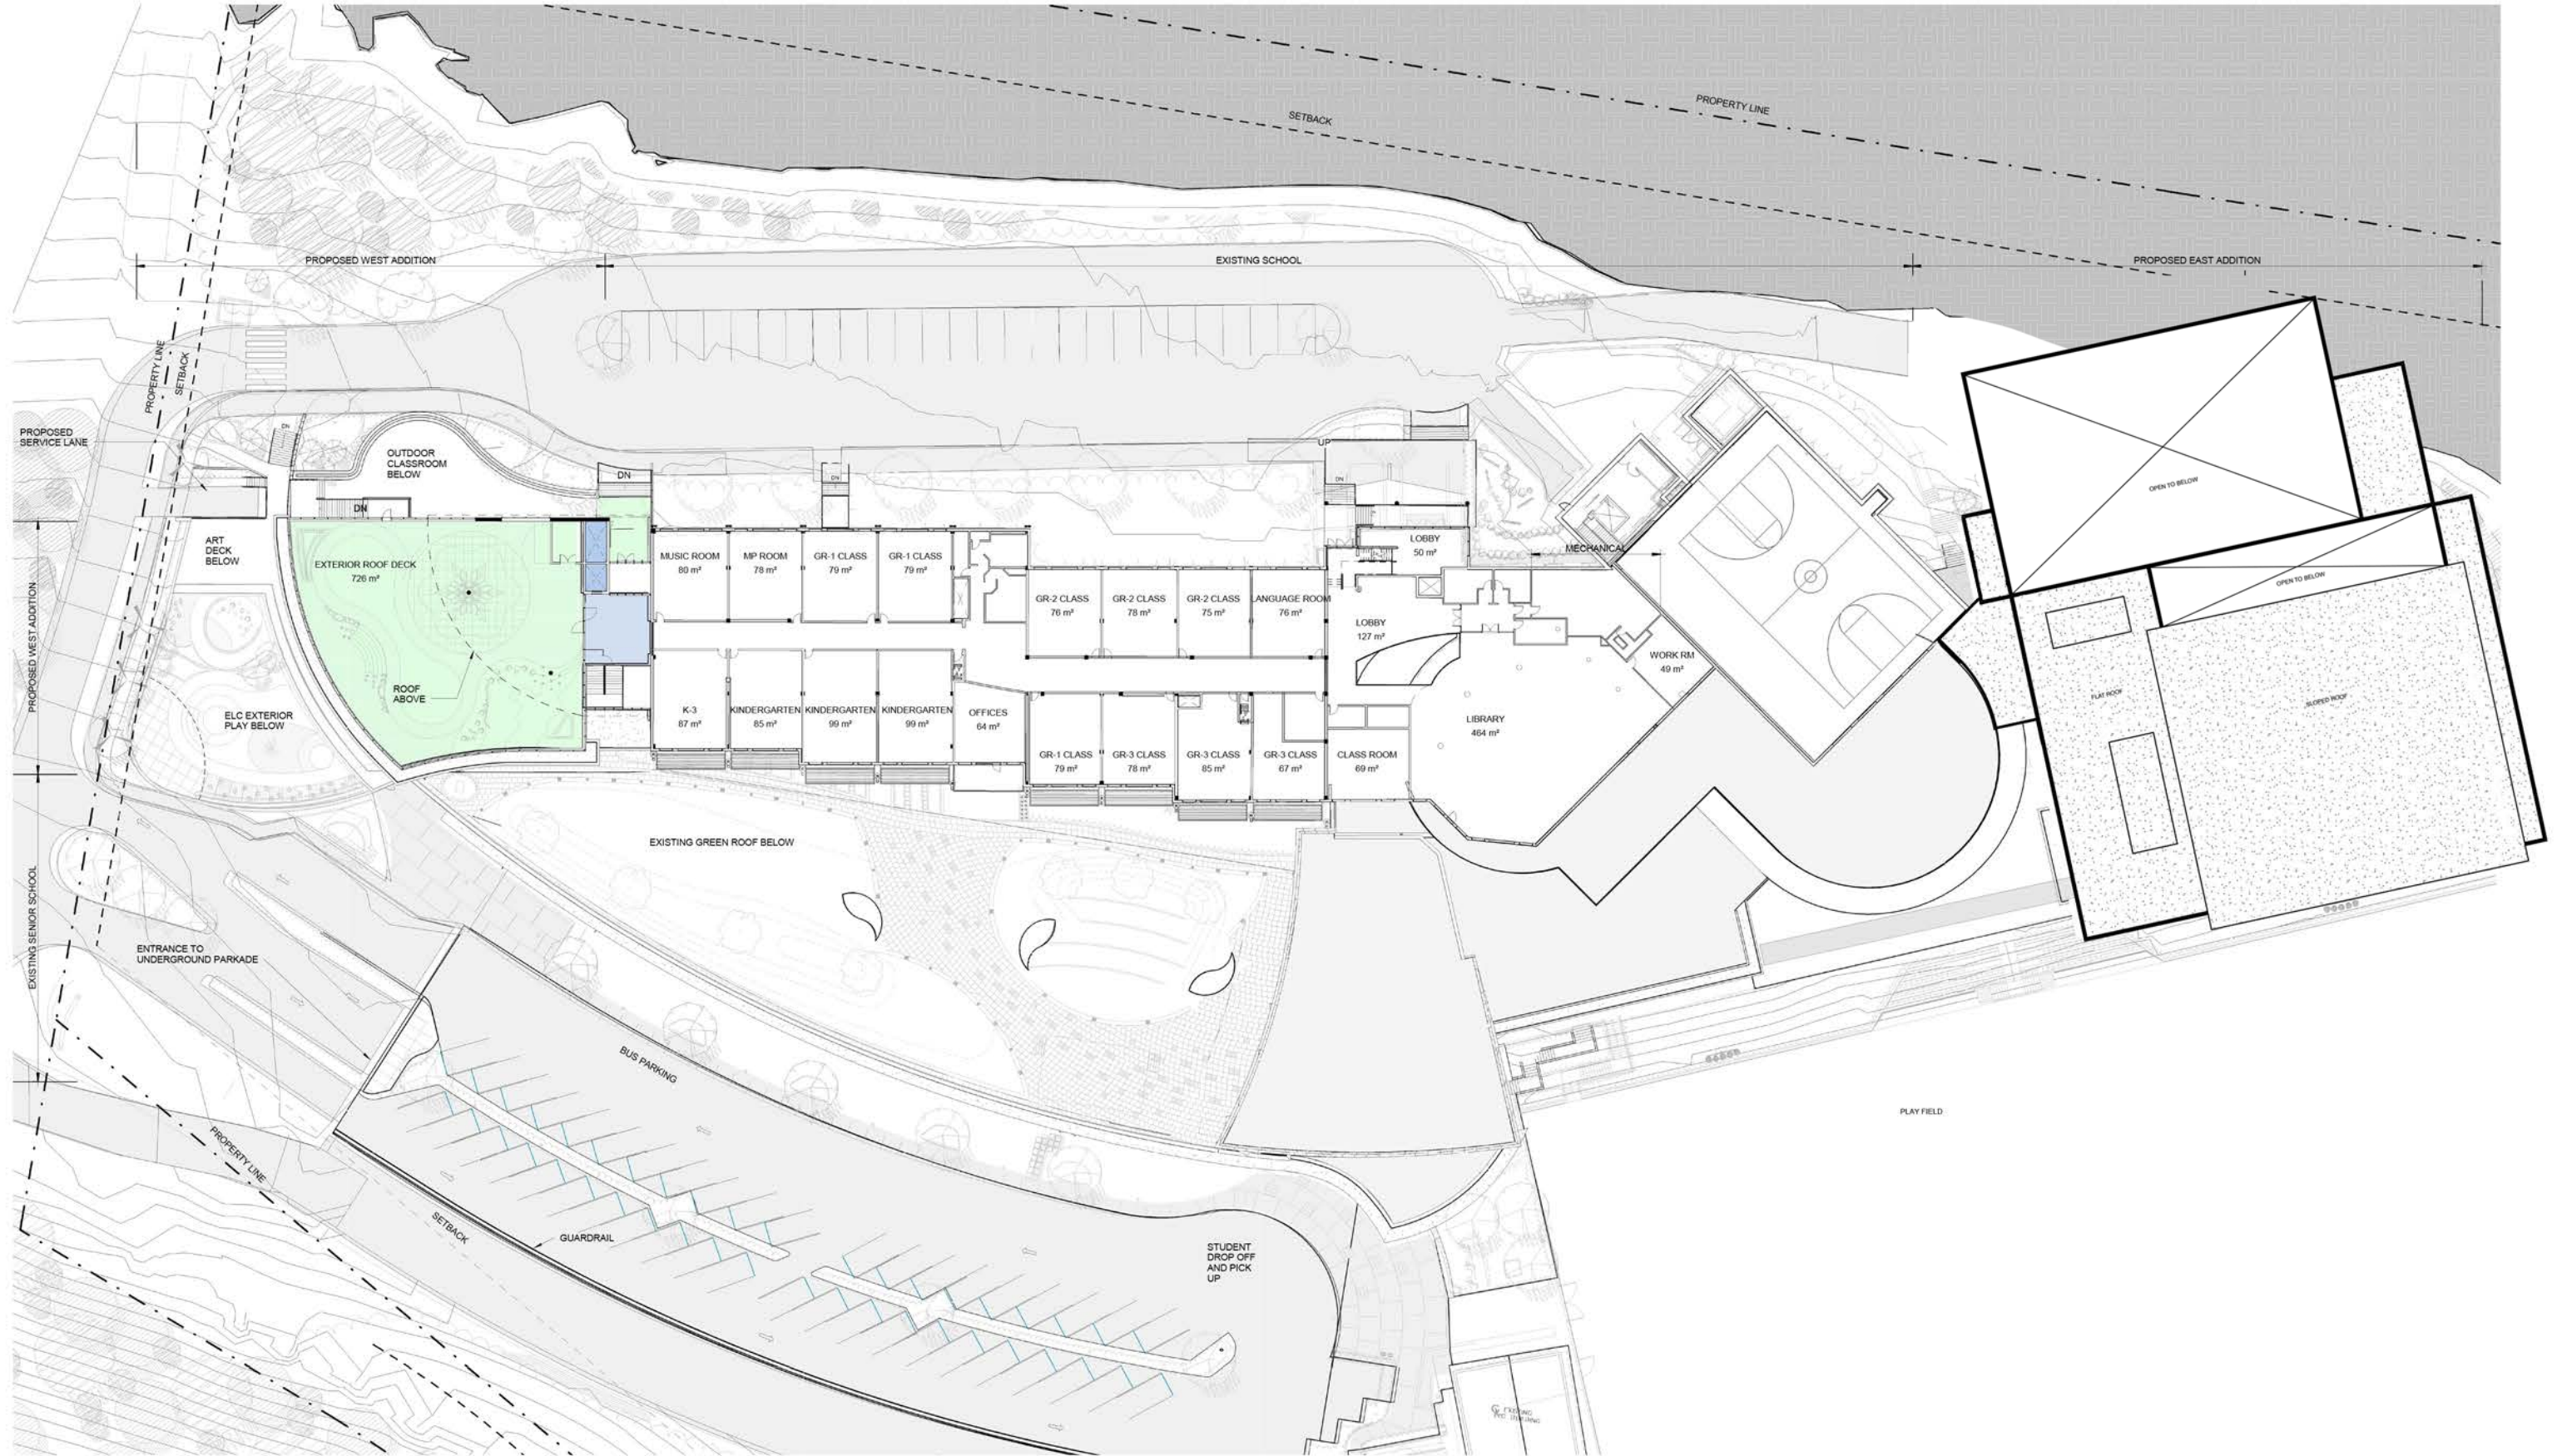 PROPERTY LINE
SETBACK
PROPOSED WEST ADDITION
EXISTING SCHOOL
PROPOSED EAST ADDITION
PROPERTY LINE
SETBACK
PROPOSED
SERVICE LANE
DN
OUTDOOR
CLASSROOM
BELOW
DN
DN
UP
DN
DN
OPEN TO BELOW
ART
DECK
BELOW
EXTERIOR ROOF DECK
726 m²
MUSIC ROOM
80 m²
MP ROOM
78 m²
GR-1 CLASS
79 m²
GR-1 CLASS
79 m²
LOBBY
50 m²
MECHANICAL
OPEN TO BELOW
GR-2 CLASS
76 m²
GR-2 CLASS
78 m²
GR-2 CLASS
75 m²
LANGUAGE ROOM
76 m²
LOBBY
127 m²
WORK RM
49 m²
PROPOSED WEST ADDITION
ROOF
ABOVE
ELC EXTERIOR
PLAY BELOW
K-3
87 m²
KINDERGARTEN
85 m²
KINDERGARTEN
99 m²
KINDERGARTEN
99 m²
OFFICES
64 m²
GR-1 CLASS
79 m²
GR-3 CLASS
78 m²
GR-3 CLASS
85 m²
GR-3 CLASS
67 m²
CLASS ROOM
69 m²
LIBRARY
464 m²
FLAT ROOF
SLOPED ROOF
EXISTING GREEN ROOF BELOW
EXISTING SENIOR SCHOOL
ENTRANCE TO
UNDERGROUND PARKADE
BUS PARKING
PLAY FIELD
PROPERTY LINE
SETBACK
GUARDRAIL
STUDENT
DROP OFF
AND PICK
UP